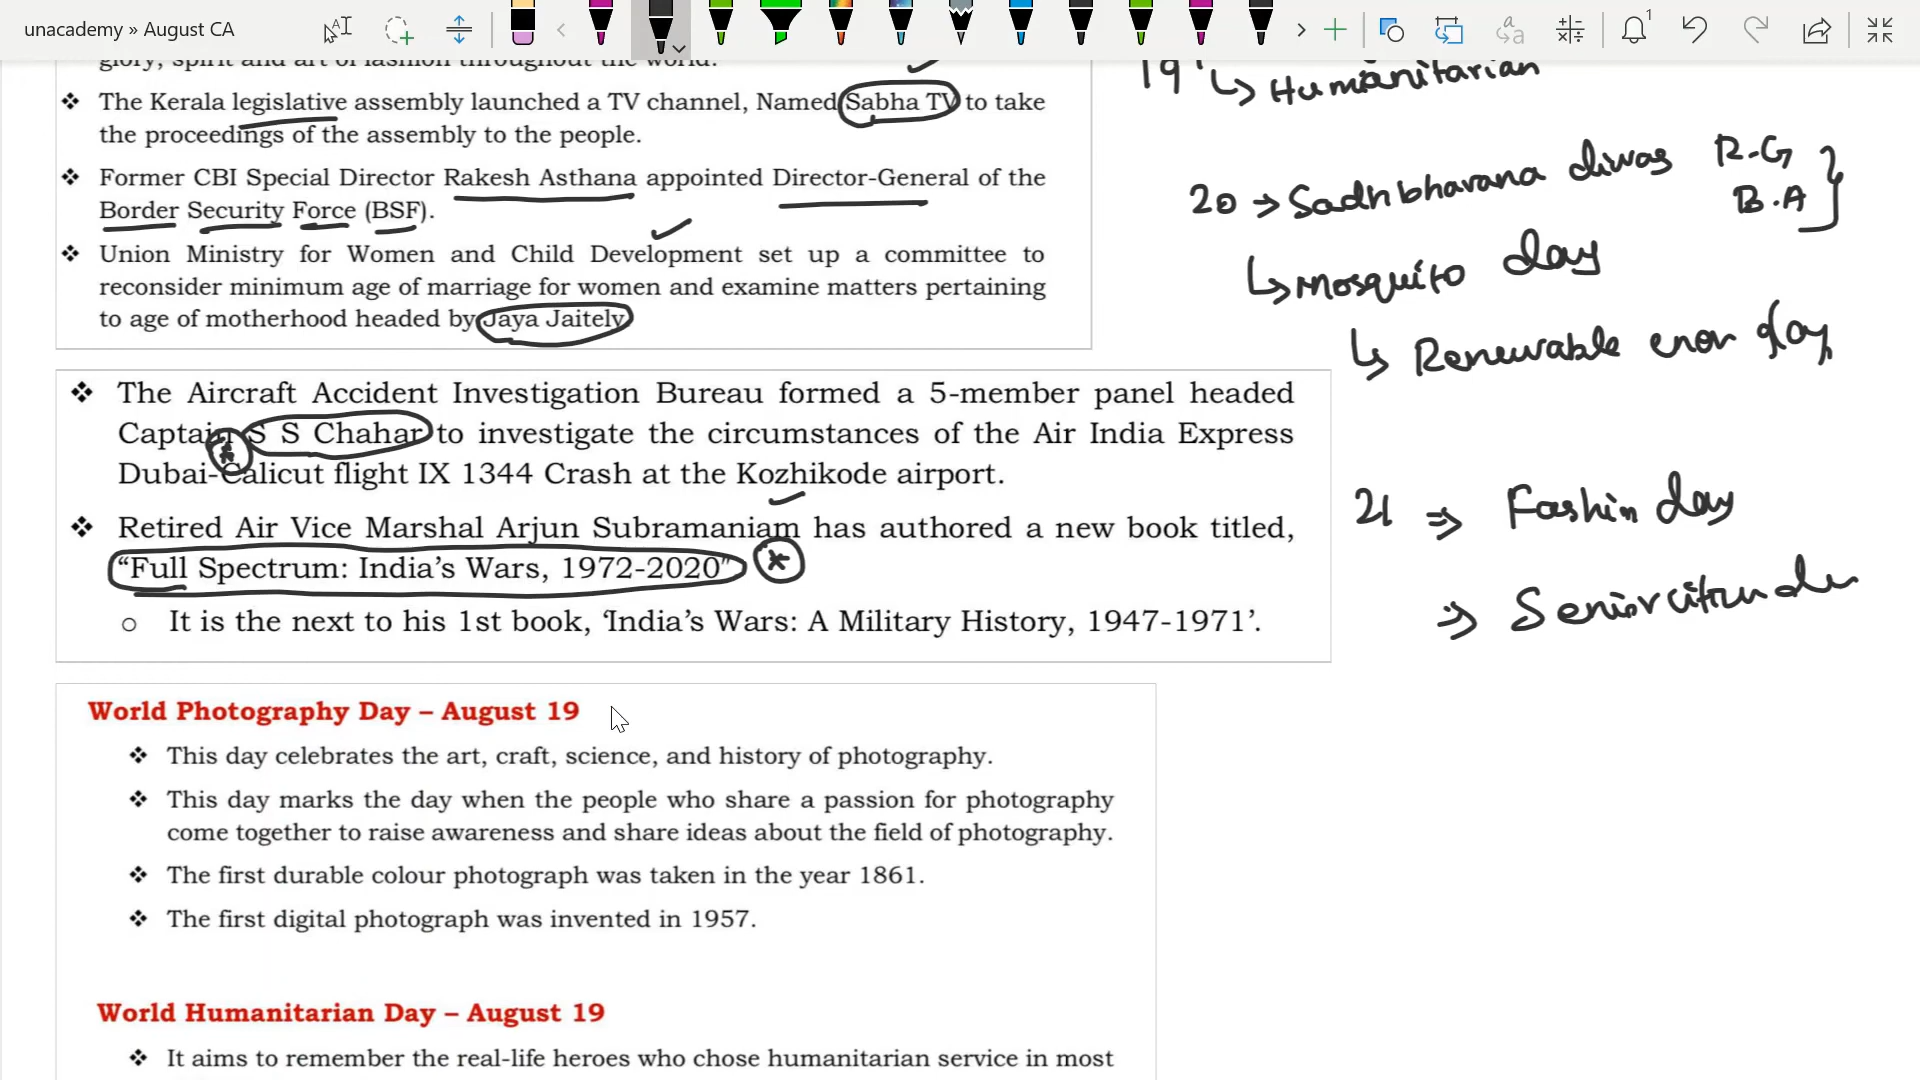 unacademy » August CA
glory, spirit and art of fashion throughout the world.
❖ The Kerala legislative assembly launched a TV channel, Named Sabha TV to take
the proceedings of the assembly to the people.
❖ Former CBI Special Director Rakesh Asthana appointed Director-General of the
Border Security Force (BSF).
❖ Union Ministry for Women and Child Development set up a committee to
reconsider minimum age of marriage for women and examine matters pertaining
to age of motherhood headed by Jaya Jaitely
❖ The Aircraft Accident Investigation Bureau formed a 5-member panel headed
Captain S S Chahar to investigate the circumstances of the Air India Express
Dubai-Calicut flight IX 1344 Crash at the Kozhikode airport.
❖ Retired Air Vice Marshal Arjun Subramaniam has authored a new book titled,
“Full Spectrum: India’s Wars, 1972-2020”
o It is the next to his 1st book, ‘India’s Wars: A Military History, 1947-1971’.
World Photography Day – August 19
❖ This day celebrates the art, craft, science, and history of photography.
❖ This day marks the day when the people who share a passion for photography
come together to raise awareness and share ideas about the field of photography.
❖ The first durable colour photograph was taken in the year 1861.
❖ The first digital photograph was invented in 1957.
World Humanitarian Day – August 19
❖ It aims to remember the real-life heroes who chose humanitarian service in most
19 Humanitarian
20 → Sadhbhavana diwas R.G
B.A
Mosquito day
Renewable ener day
21 ⇒ Fashin day
⇒ Senior